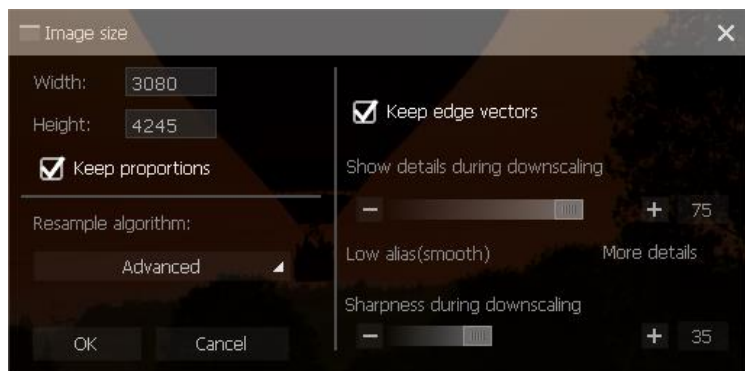 Image size
Width: 3080
Height: 4245
Keep proportions
Resample algorithm:
Advanced
OK Cancel
Keep edge vectors
Show details during downscaling
75
Low alias(smooth) More details
Sharpness during downscaling
35